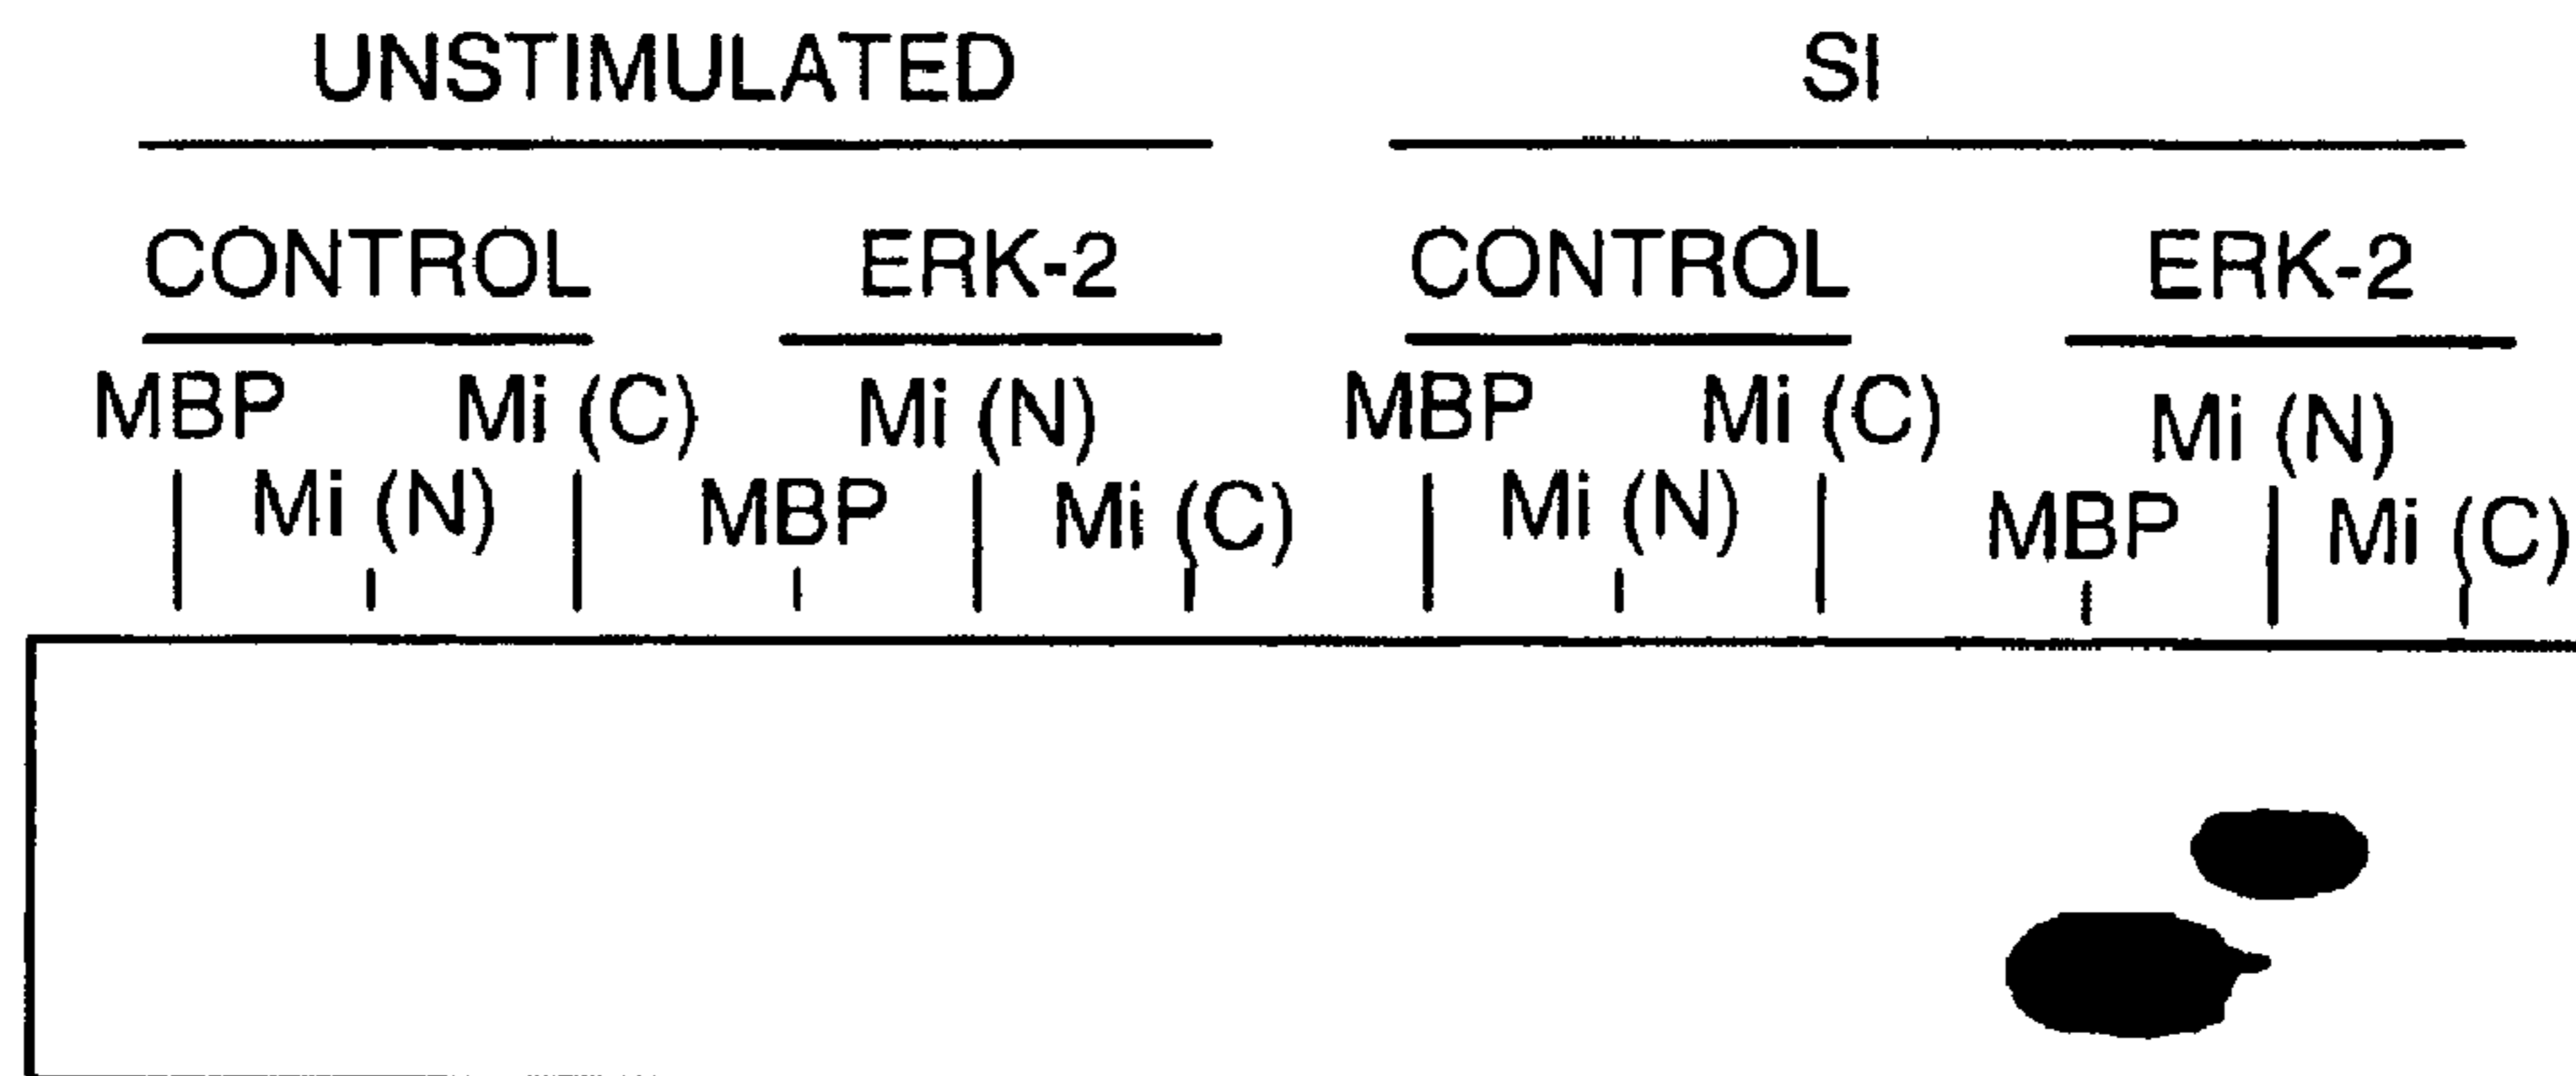 UNSTIMULATED SI
CONTROL ERK-2 CONTROL ERK-2
MBP Mi (C) Mi (N) MBP Mi (C) Mi (N)
Mi (N) MBP Mi (C) Mi (N) MBP Mi (C)